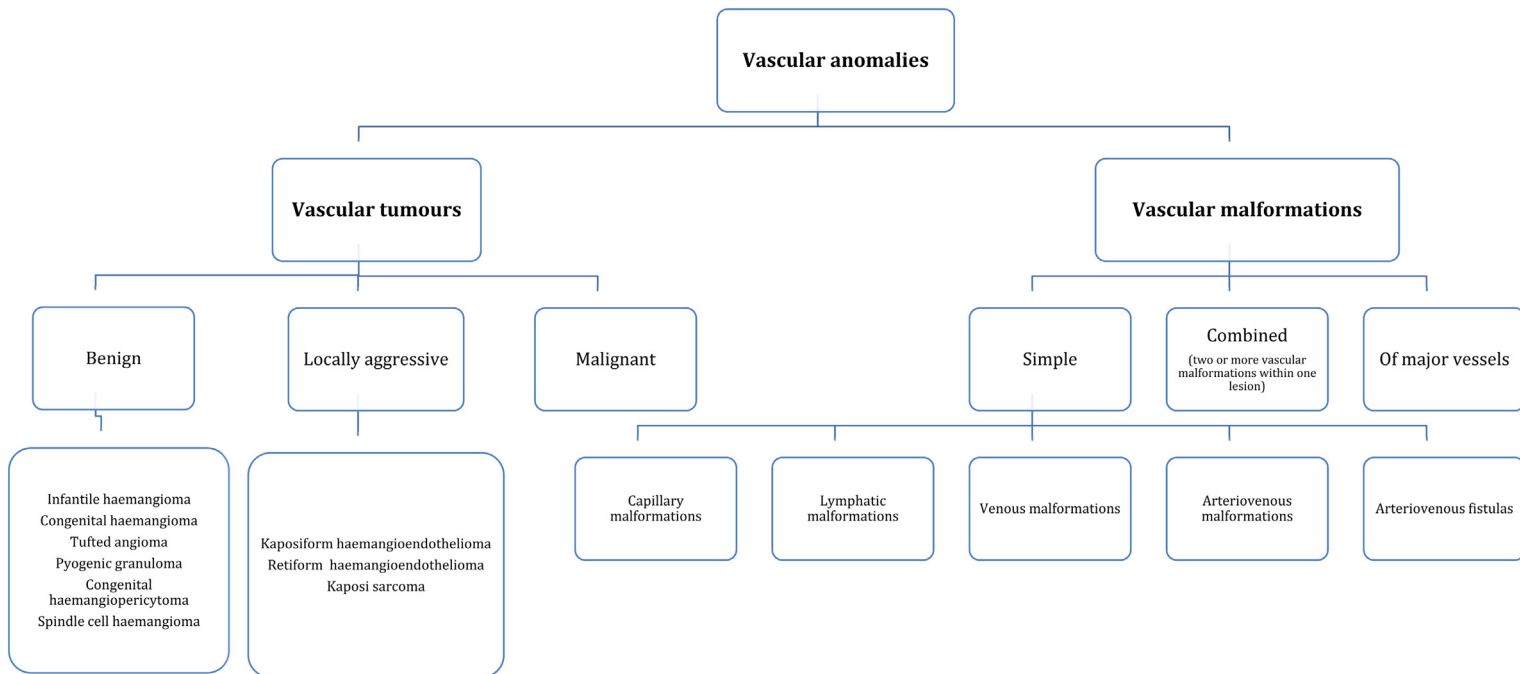 Vascular anomalies
Vascular tumours
Vascular malformations
Benign
Locally aggressive
Malignant
Simple
Combined
(two or more vascular
malformations within one
lesion)
Of major vessels
Infantile haemangioma
Congenital haemangioma
Tufted angioma
Pyogenic granuloma
Congenital
haemangiopericytoma
Spindle cell haemangioma
Kaposiform haemangioendothelioma
Retiform haemangioendothelioma
Kaposi sarcoma
Capillary
malformations
Lymphatic
malformations
Venous malformations
Arteriovenous
malformations
Arteriovenous fistulas